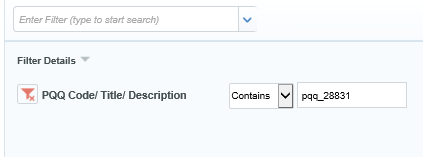 Enter Filter (type to start search)
Filter Details
PQQ Code/ Title/ Description Contains pqq_28831